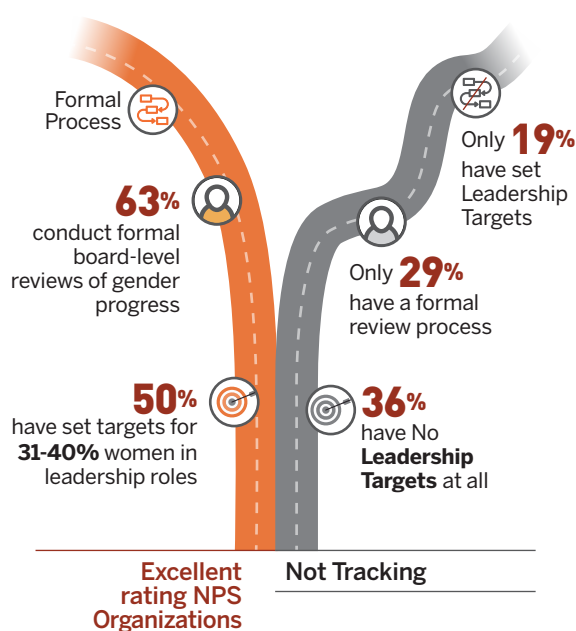 Formal
Process
63%
conduct formal
board-level
reviews of gender
progress
50%
have set targets for
31-40% women in
leadership roles
Excellent
rating NPS
Organizations
Only 19%
have set
Leadership
Targets
Only 29%
have a formal
review process
36%
have No
Leadership
Targets at all
Not Tracking